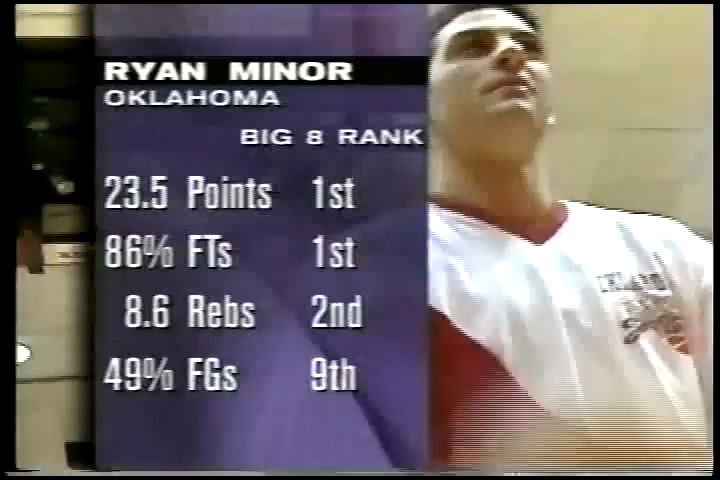 RYAN MINOR
OKLAHOMA
BIG 8 RANK
23.5 Points 1st
86% FTs 1st
8.6 Rebs 2nd
49% FGs 9th